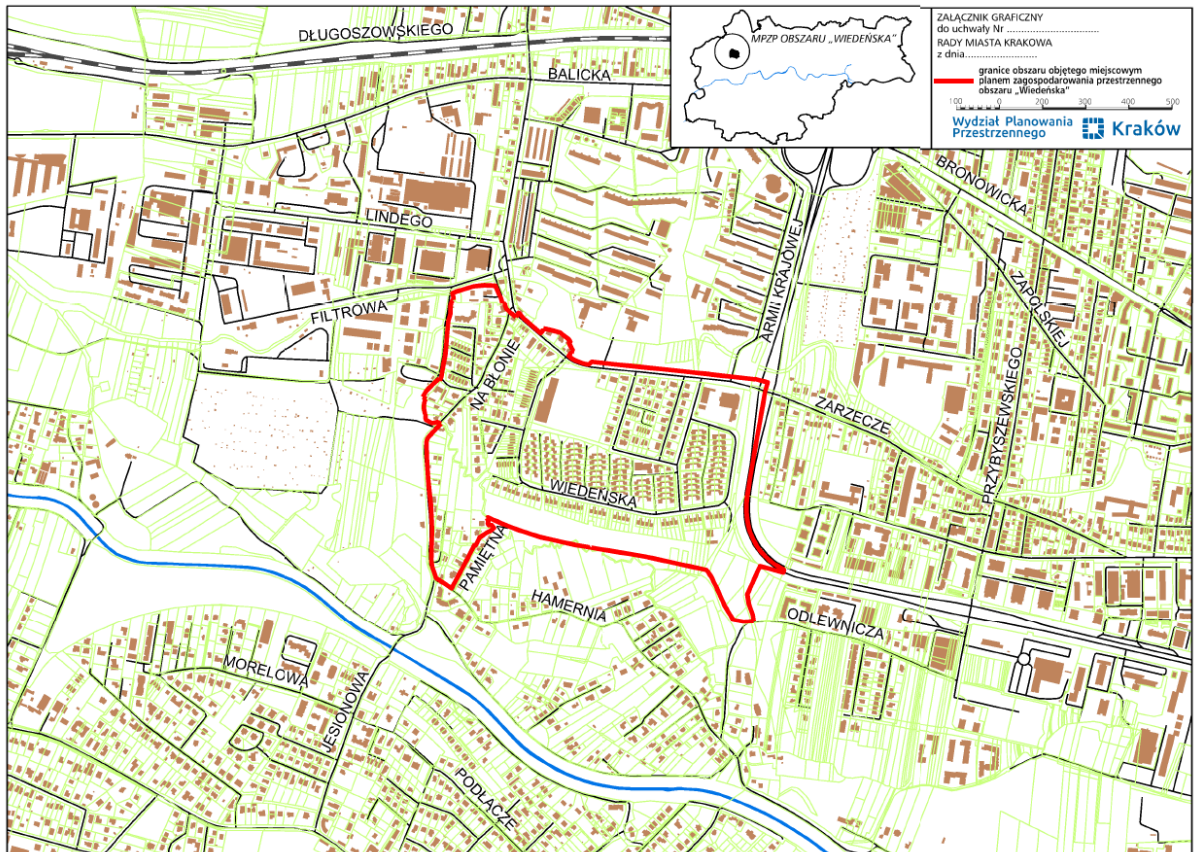 DŁUGOSZOWSKIEGO
BALICKA
MPZP OBSZARU „WIEDEŃSKA”
ZAŁĄCZNIK GRAFICZNY
do uchwały Nr ..............................
RADY MIASTA KRAKOWA
z dnia........................
granice obszaru objętego miejscowym
planem zagospodarowania przestrzennego
obszaru „Wiedeńska”
100 0 200 300 400 500
Wydział Planowania
Przestrzennego
Kraków
BRONOWICKA
LINDEGO
ARMII KRAJOWEJ
ZAPOLSKIEJ
FILTROWA
NA BŁONIE
PRZYBYSZEWSKIEGO
ZARZECZE
WIEDEŃSKA
PAMIĘTNA
HAMERNIA
ODLEWNICZA
MORELOWA
JESIONOWA
PODŁĄCZE